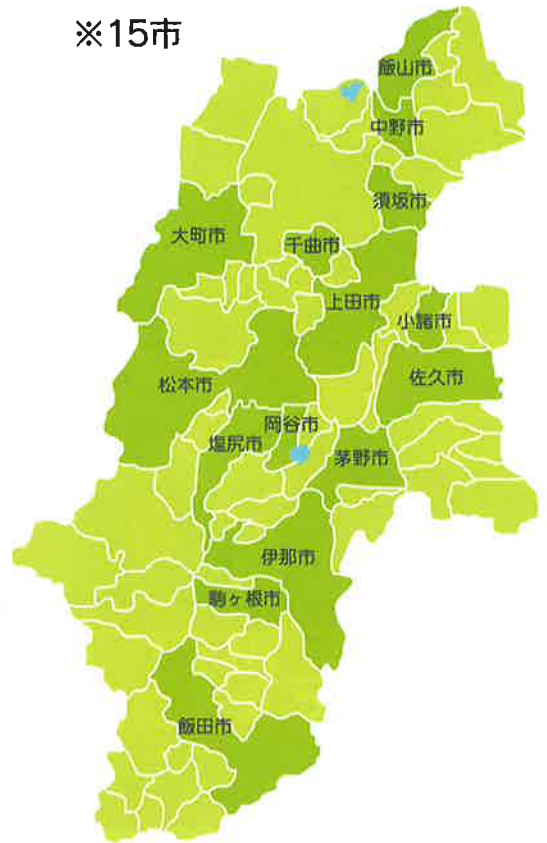 ※15市
飯山市
中野市
須坂市
大町市
千曲市
上田市
小諸市
松本市
佐久市
岡谷市
塩尻市
茅野市
伊那市
駒ヶ根市
飯田市